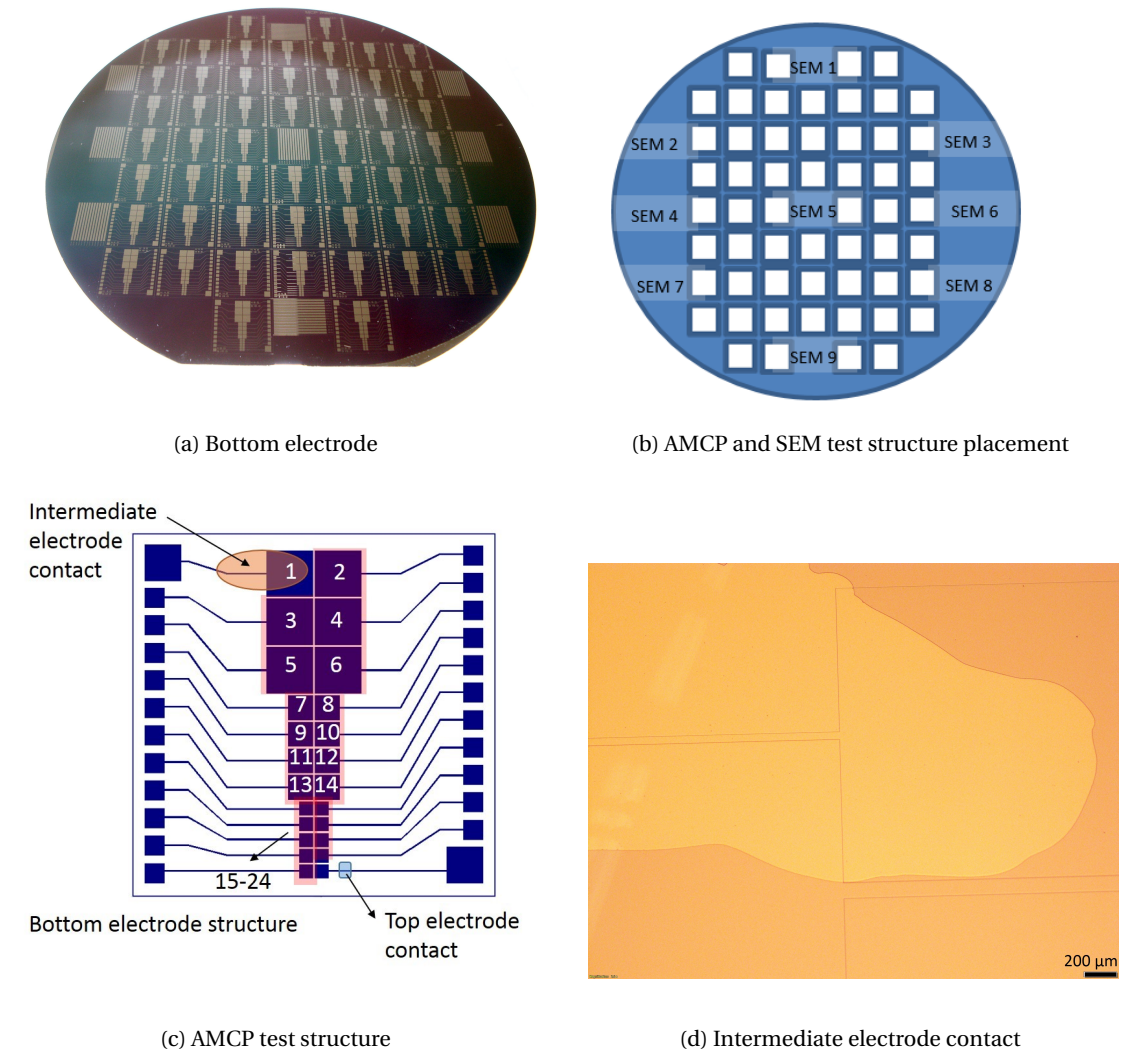 SEM 1
SEM 2
SEM 3
SEM 4
SEM 5
SEM 6
SEM 7
SEM 8
SEM 9
(a) Bottom electrode
(b) AMCP and SEM test structure placement
Intermediate
electrode
contact
1 2
3 4
5 6
7 8
9 10
11 12
13 14
15-24
Bottom electrode structure
Top electrode
contact
200 µm
(c) AMCP test structure
(d) Intermediate electrode contact